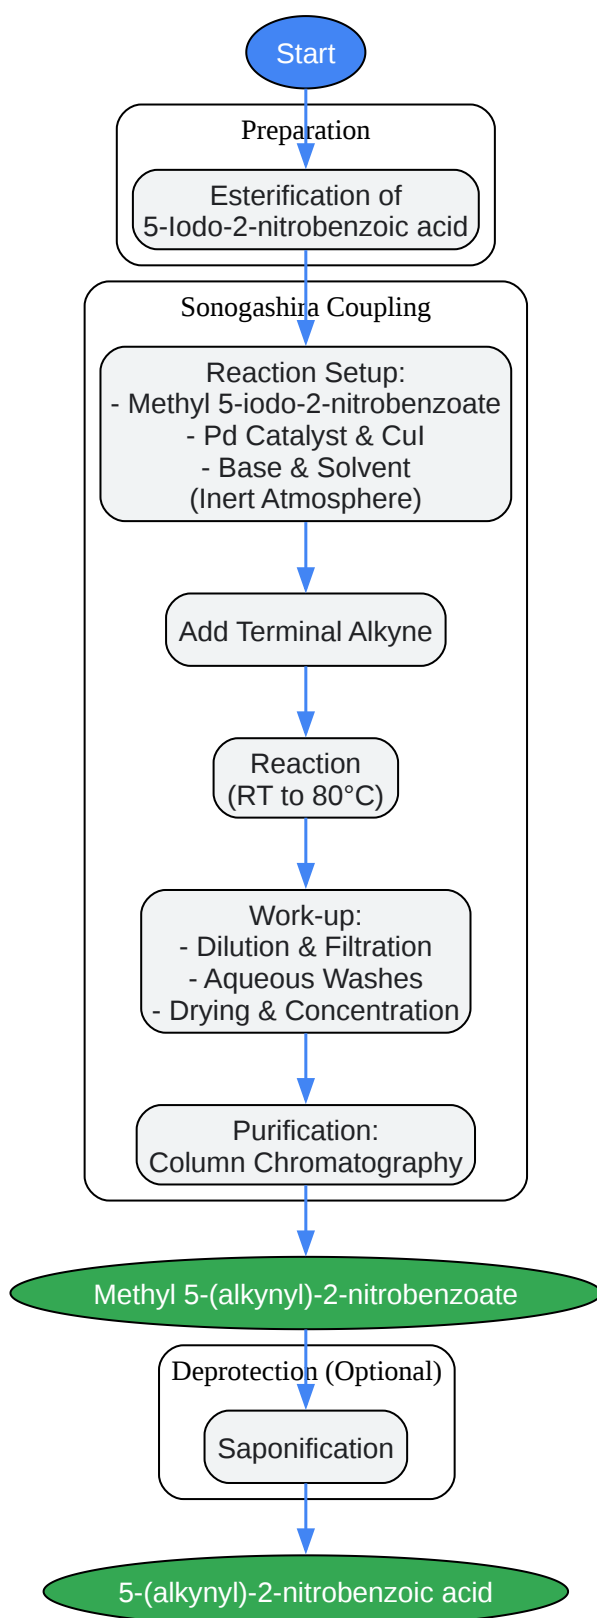 Start
Preparation
Esterification of
5-Iodo-2-nitrobenzoic acid
Sonogashira Coupling
Reaction Setup:
- Methyl 5-iodo-2-nitrobenzoate
- Pd Catalyst & CuI
- Base & Solvent
(Inert Atmosphere)
Add Terminal Alkyne
Reaction
(RT to 80°C)
Work-up:
- Dilution & Filtration
- Aqueous Washes
- Drying & Concentration
Purification:
Column Chromatography
Methyl 5-(alkynyl)-2-nitrobenzoate
Deprotection (Optional)
Saponification
5-(alkynyl)-2-nitrobenzoic acid